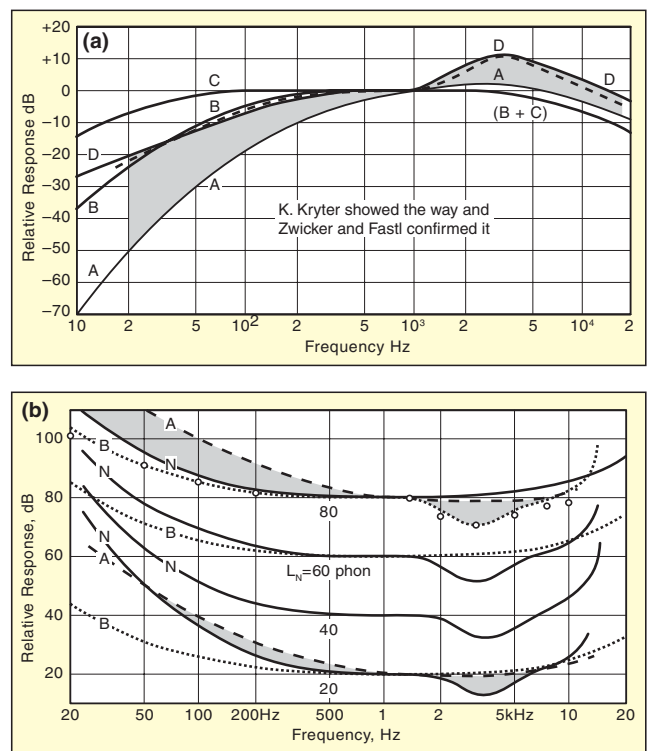 (a)
+20
+10
0
–10
–20
–30
–40
–50
–60
–70
Relative Response dB
C
B
D
B
A
A
D
A
D
(B + C)
K. Kryter showed the way and
Zwicker and Fastl confirmed it
10 2 5 10² 2 5 10³ 2 5 10⁴ 2
Frequency Hz
(b)
100
80
60
40
20
Relative Response, dB
A
B
N
N
B
N
N
A
B
80
L_N=60 phon
40
20
20 50 100 200Hz 500 1 2 5kHz 10 20
Frequency, Hz